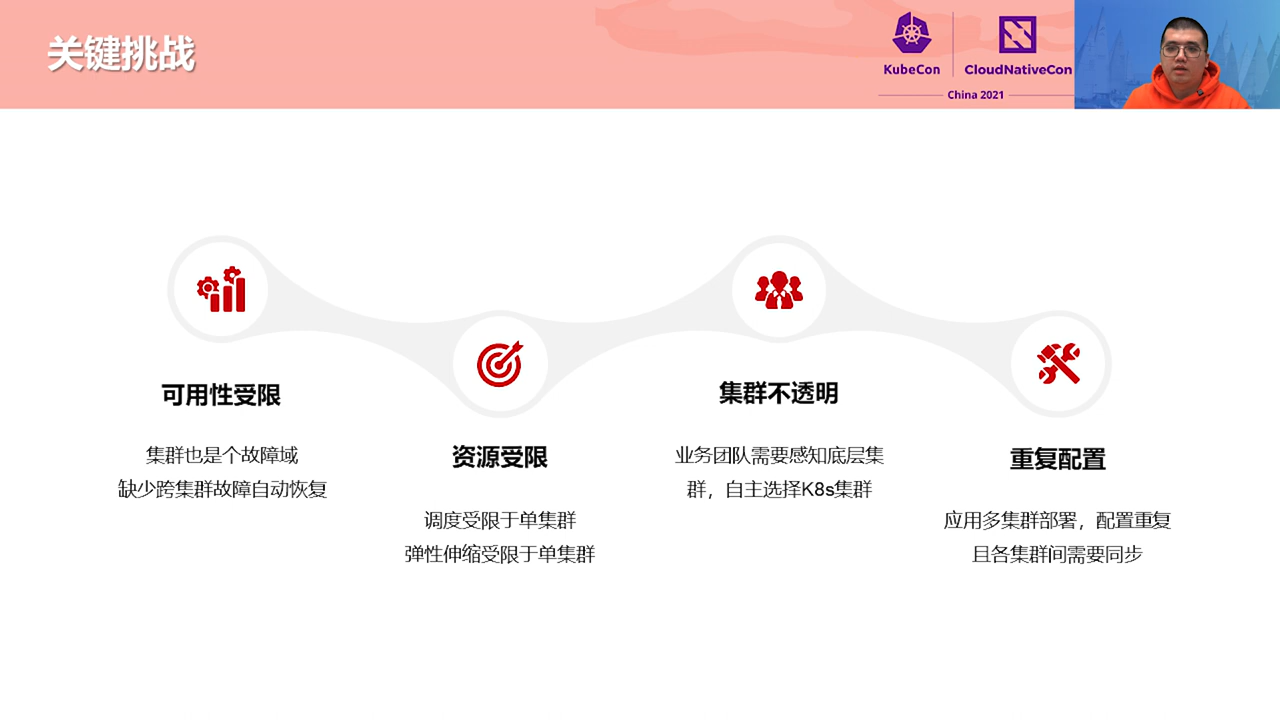 关键挑战
KubeCon
CloudNativeCon
China 2021
可用性受限
集群也是个故障域
缺少跨集群故障自动恢复
资源受限
调度受限于单集群
弹性伸缩受限于单集群
集群不透明
业务团队需要感知底层集
群，自主选择K8s集群
重复配置
应用多集群部署，配置重复
且各集群间需要同步